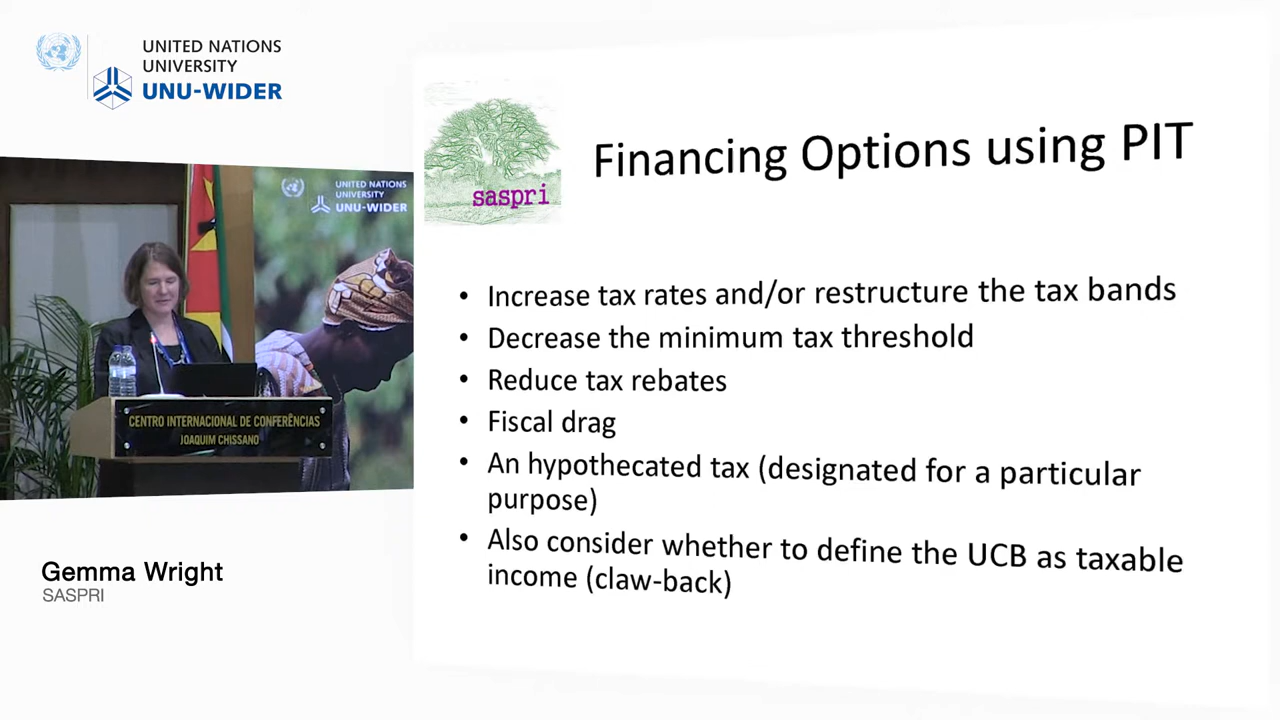 UNITED NATIONS
UNIVERSITY
UNU-WIDER
UNITED NATIONS
UNIVERSITY
UNU-WIDER
CENTRO INTERNACIONAL DE CONFERÊNCIAS
JOAQUIM CHISSANO
Gemma Wright
SASPRI
saspri
Financing Options using PIT
• Increase tax rates and/or restructure the tax bands
• Decrease the minimum tax threshold
• Reduce tax rebates
• Fiscal drag
• An hypothecated tax (designated for a particular
purpose)
• Also consider whether to define the UCB as taxable
income (claw-back)